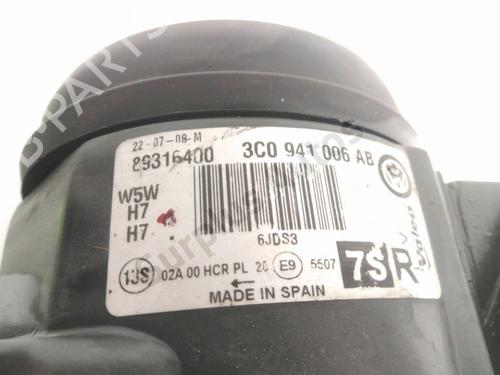 22-07-08-M
89316400 3C0 941 006 AB
W5W
H7
H7
6JDS3
13S 02A 00 HCR PL 20 E9 5507 7S R
Valeo
MADE IN SPAIN